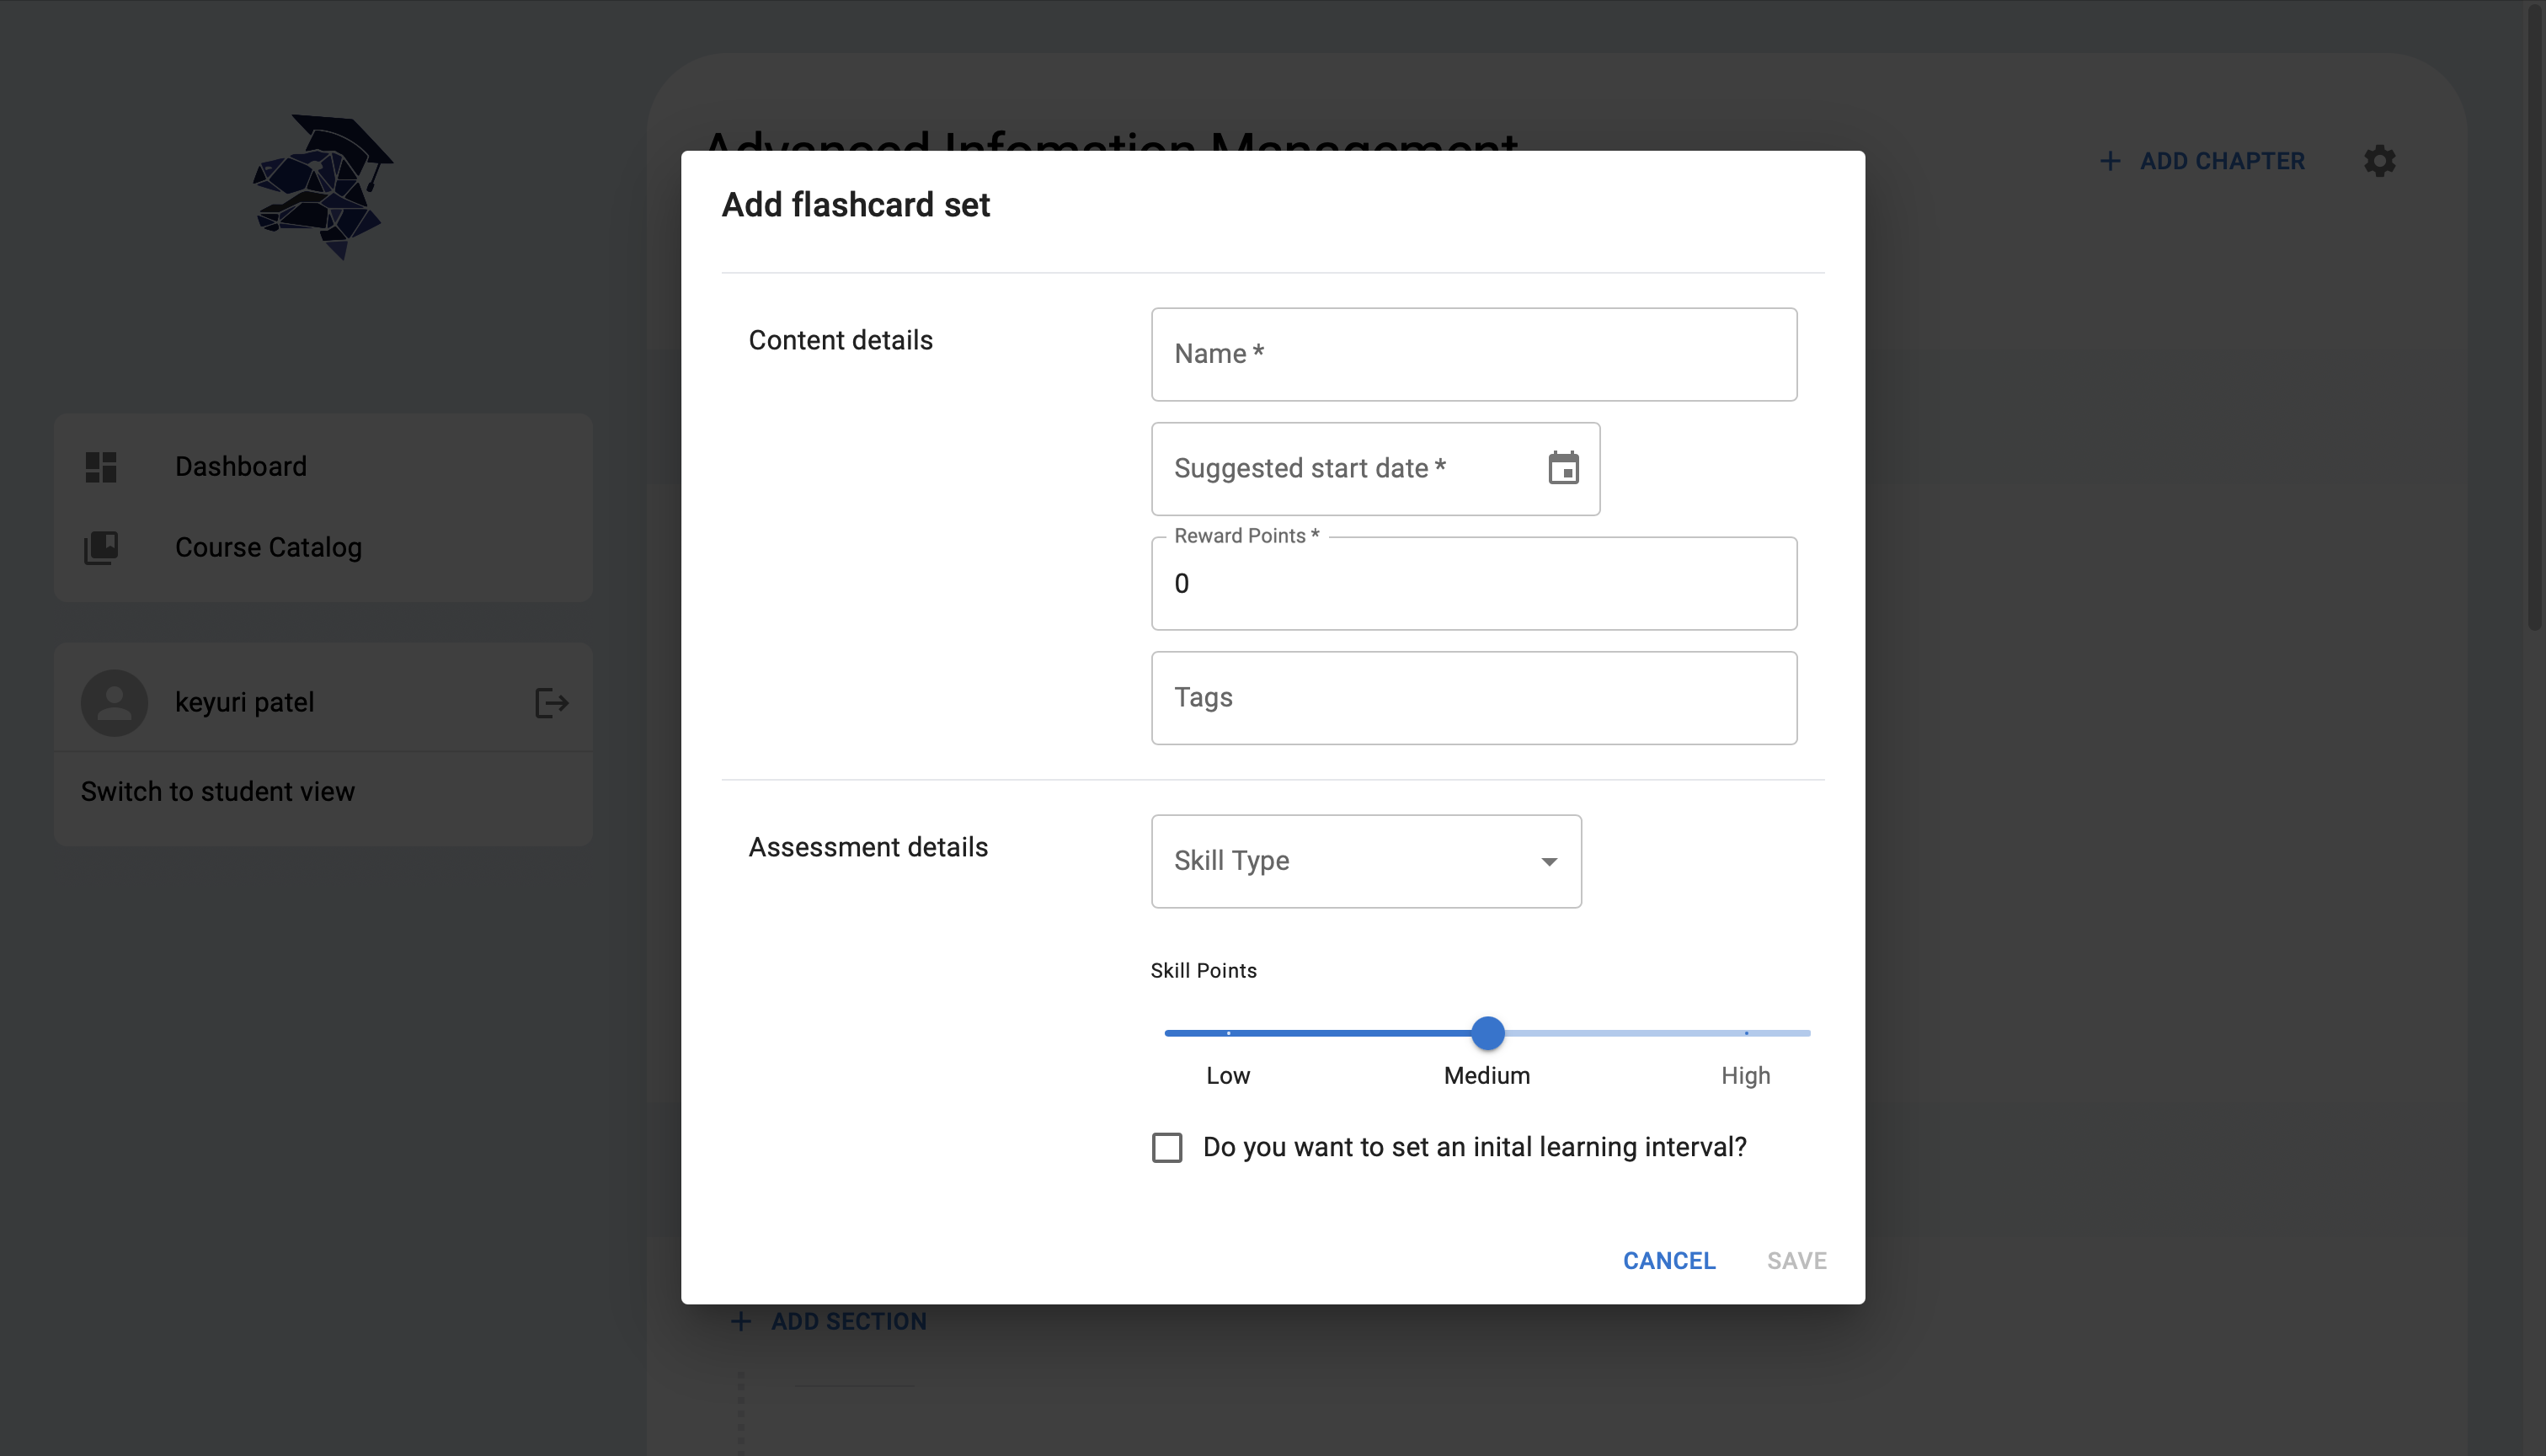 Advanced Infomation Management
ADD CHAPTER
Add flashcard set
Content details
Name *
Suggested start date *
Reward Points *
0
Tags
Dashboard
Course Catalog
keyuri patel
Switch to student view
Assessment details
Skill Type
Skill Points
Low Medium High
Do you want to set an inital learning interval?
CANCEL SAVE
ADD SECTION